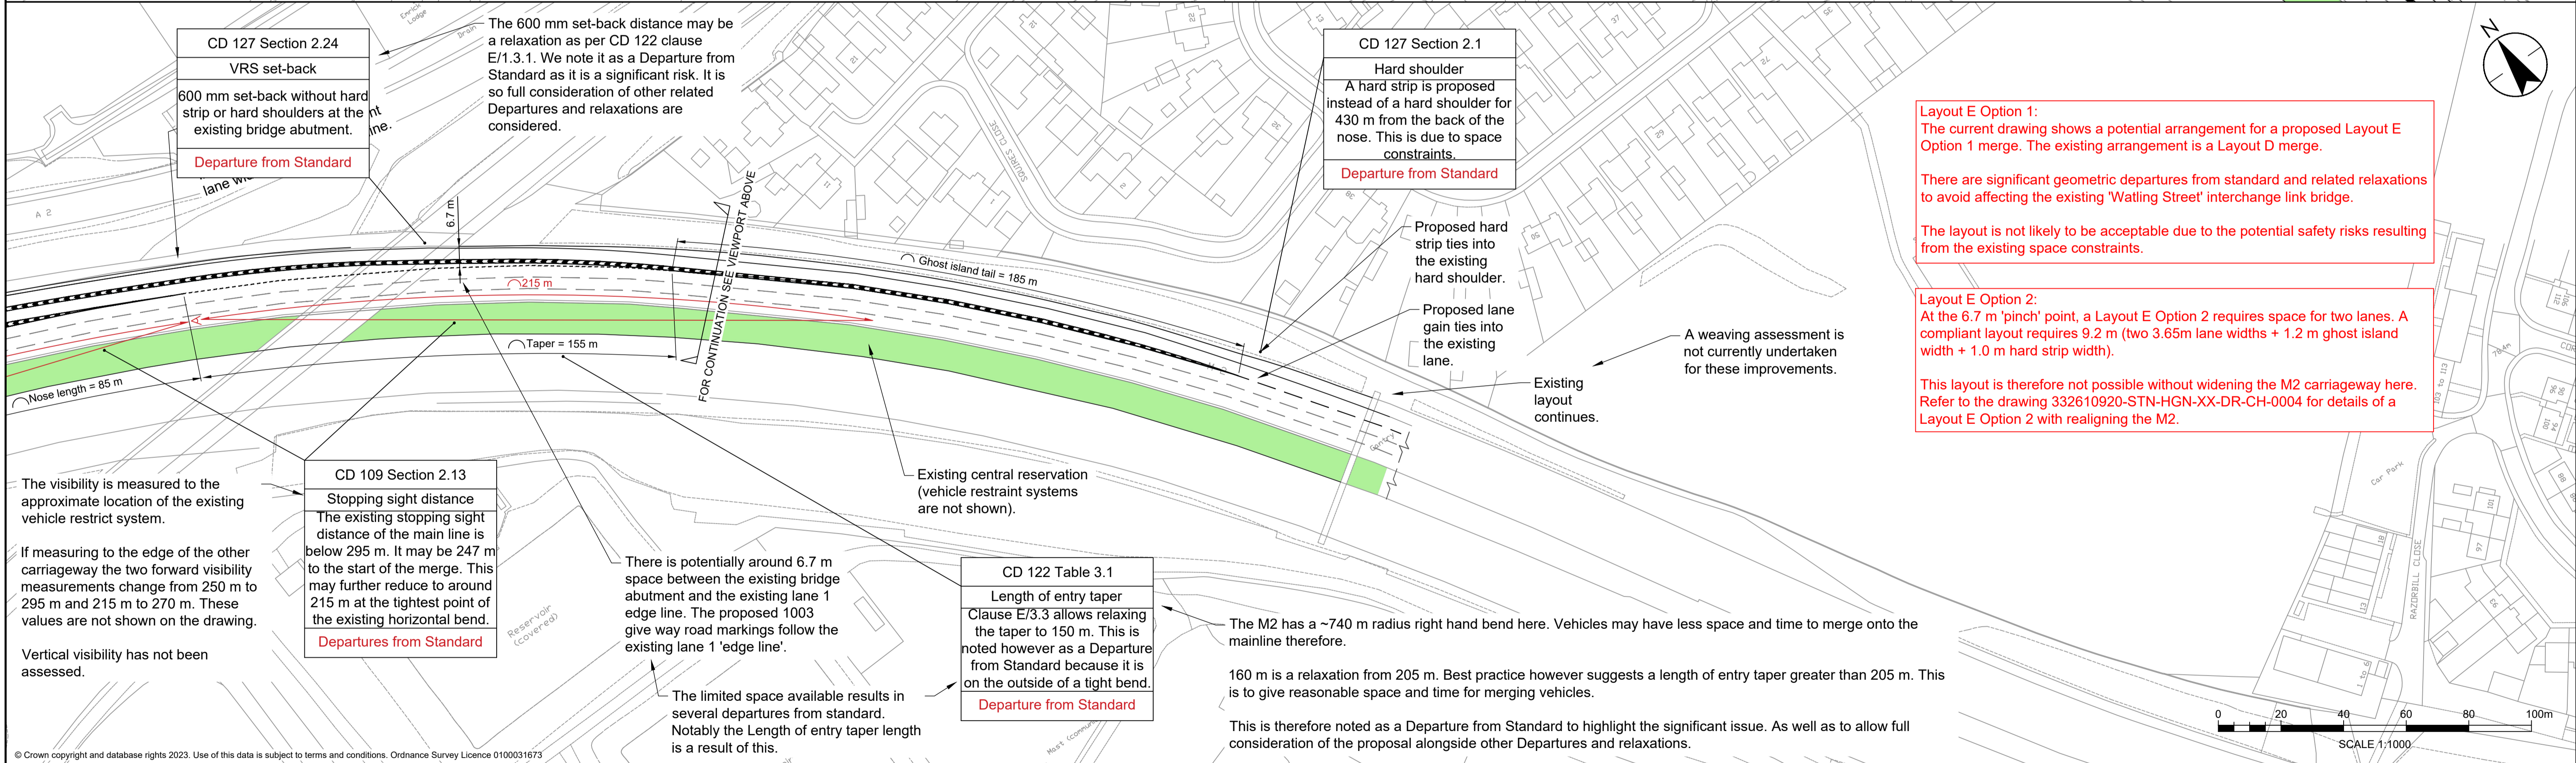 CD 127 Section 2.24
VRS set-back
600 mm set-back without hard
strip or hard shoulders at the
existing bridge abutment.
Departure from Standard
nt
ine.
A 2
Emrick
Lodge
Drain
The 600 mm set-back distance may be
a relaxation as per CD 122 clause
E/1.3.1. We note it as a Departure from
Standard as it is a significant risk. It is
so full consideration of other related
Departures and relaxations are
considered.
6.7 m
215 m
Ghost island tail = 185 m
Taper = 155 m
Nose length = 85 m
FOR CONTINUATION SEE VIEWPORT ABOVE
SQUIRES CLOSE
CD 127 Section 2.1
Hard shoulder
A hard strip is proposed
instead of a hard shoulder for
430 m from the back of the
nose. This is due to space
constraints.
Departure from Standard
Proposed hard
strip ties into
the existing
hard shoulder.
Proposed lane
gain ties into
the existing
lane.
Existing
layout
continues.
A weaving assessment is
not currently undertaken
for these improvements.
Gantry
N
Layout E Option 1:
The current drawing shows a potential arrangement for a proposed Layout E
Option 1 merge. The existing arrangement is a Layout D merge.
There are significant geometric departures from standard and related relaxations
to avoid affecting the existing 'Watling Street' interchange link bridge.
The layout is not likely to be acceptable due to the potential safety risks resulting
from the existing space constraints.
Layout E Option 2:
At the 6.7 m 'pinch' point, a Layout E Option 2 requires space for two lanes. A
compliant layout requires 9.2 m (two 3.65m lane widths + 1.2 m ghost island
width + 1.0 m hard strip width).
This layout is therefore not possible without widening the M2 carriageway here.
Refer to the drawing 332610920-STN-HGN-XX-DR-CH-0004 for details of a
Layout E Option 2 with realigning the M2.
The visibility is measured to the
approximate location of the existing
vehicle restrict system.
If measuring to the edge of the other
carriageway the two forward visibility
measurements change from 250 m to
295 m and 215 m to 270 m. These
values are not shown on the drawing.
Vertical visibility has not been
assessed.
CD 109 Section 2.13
Stopping sight distance
The existing stopping sight
distance of the main line is
below 295 m. It may be 247 m
to the start of the merge. This
may further reduce to around
215 m at the tightest point of
the existing horizontal bend.
Departures from Standard
Reservoir
(covered)
There is potentially around 6.7 m
space between the existing bridge
abutment and the existing lane 1
edge line. The proposed 1003
give way road markings follow the
existing lane 1 'edge line'.
The limited space available results in
several departures from standard.
Notably the Length of entry taper length
is a result of this.
Existing central reservation
(vehicle restraint systems
are not shown).
CD 122 Table 3.1
Length of entry taper
Clause E/3.3 allows relaxing
the taper to 150 m. This is
noted however as a Departure
from Standard because it is
on the outside of a tight bend.
Departure from Standard
The M2 has a ~740 m radius right hand bend here. Vehicles may have less space and time to merge onto the
mainline therefore.
160 m is a relaxation from 205 m. Best practice however suggests a length of entry taper greater than 205 m. This
is to give reasonable space and time for merging vehicles.
This is therefore noted as a Departure from Standard to highlight the significant issue. As well as to allow full
consideration of the proposal alongside other Departures and relaxations.
Car Park
RAZORBILL CLOSE
0 20 40 60 80 100m
SCALE 1:1000
© Crown copyright and database rights 2023. Use of this data is subject to terms and conditions. Ordnance Survey Licence 0100031673